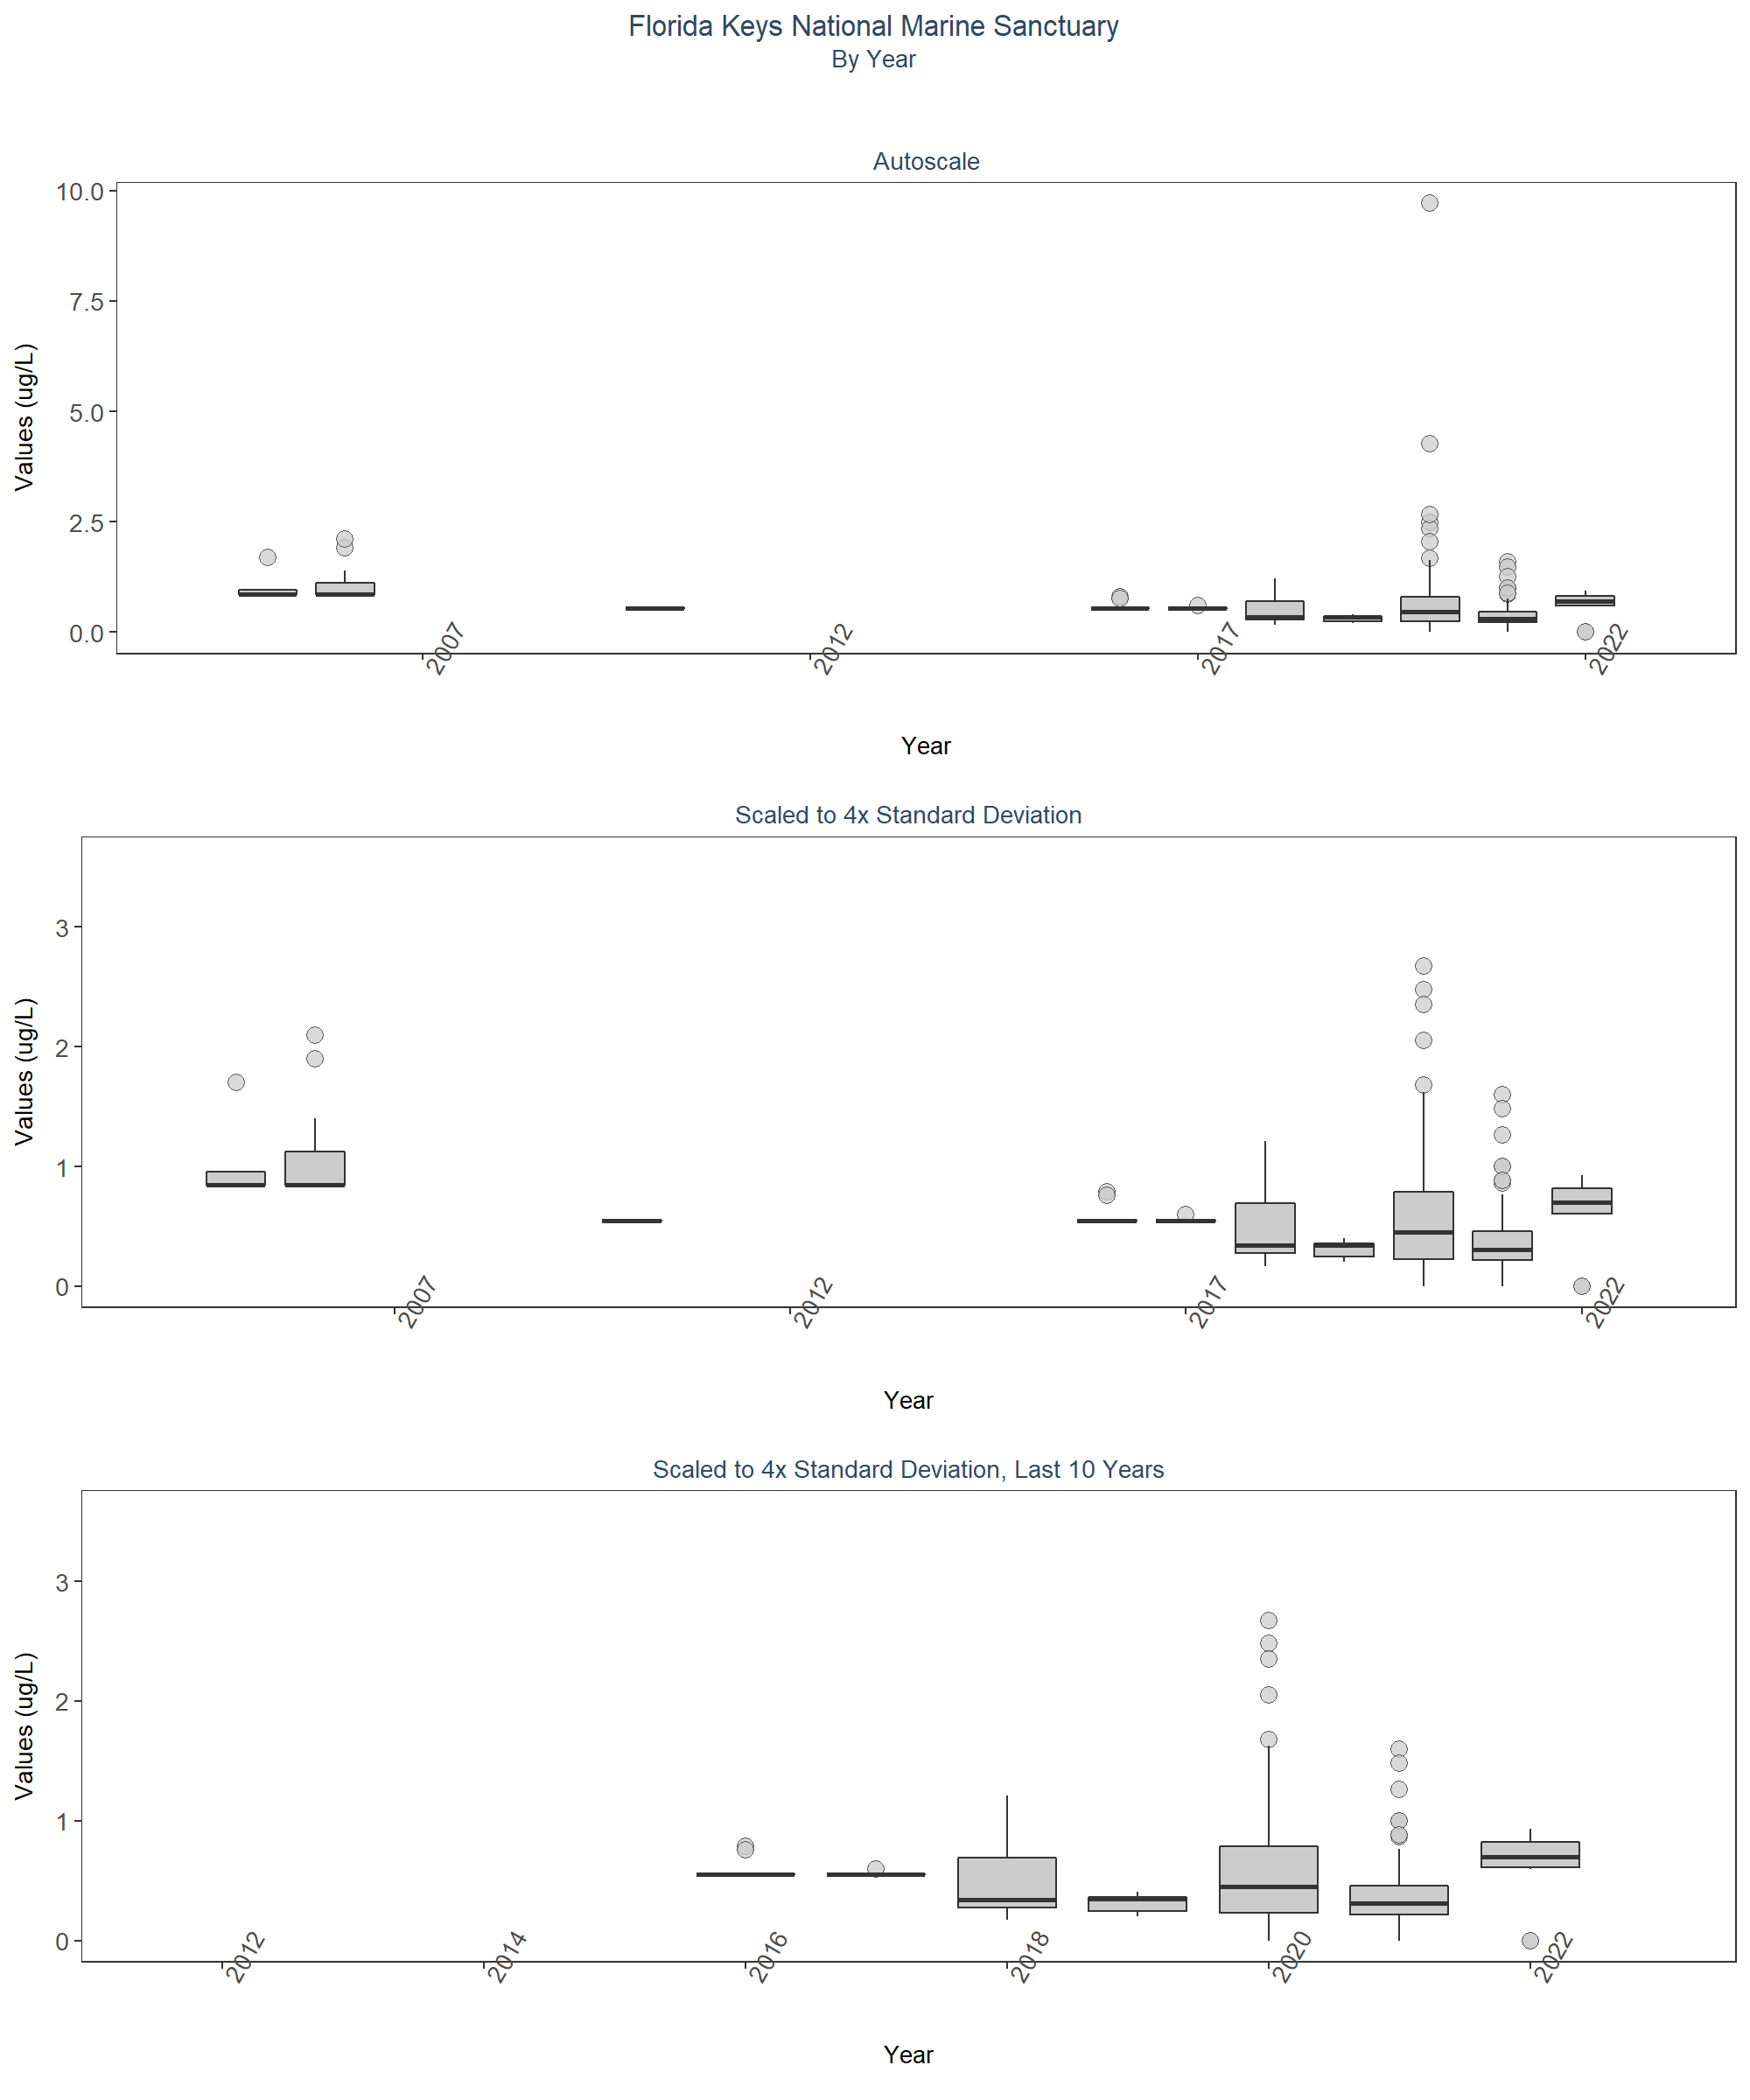 Florida Keys National Marine Sanctuary
By Year
Autoscale
10.0
7.5
5.0
2.5
0.0
Values (ug/L)
2007
2012
2017
2022
Year
Scaled to 4x Standard Deviation
3
2
1
0
Values (ug/L)
2007
2012
2017
2022
Year
Scaled to 4x Standard Deviation, Last 10 Years
3
2
1
0
Values (ug/L)
2012
2014
2016
2018
2020
2022
Year